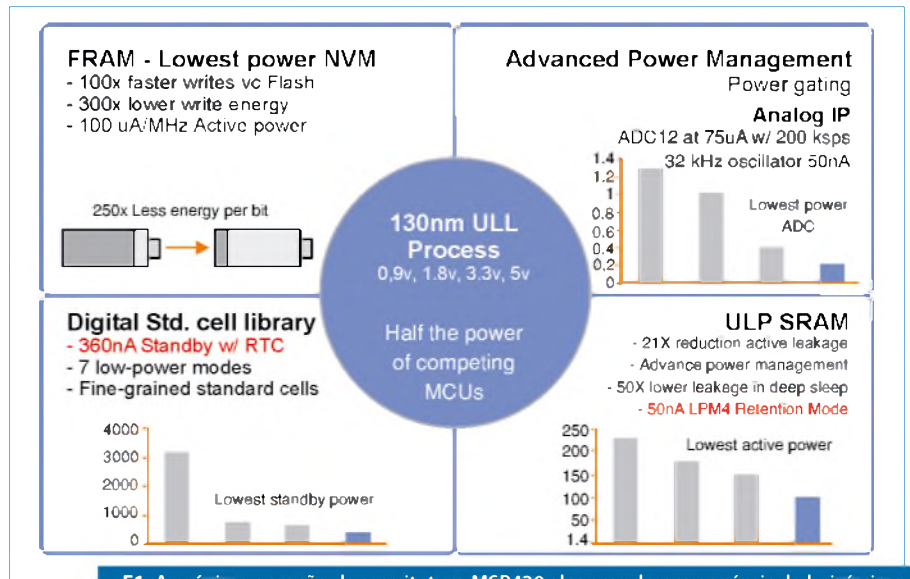 FRAM - Lowest power NVM
- 100x faster writes vc Flash
- 300x lower write energy
- 100 uA/MHz Active power
250x Less energy per bit
Advanced Power Management
Power gating
Analog IP
ADC12 at 75uA w/ 200 ksps
32 kHz oscillator 50nA
1.4
1.2
1
0.8
0.6
0.4
0,2
0
Lowest power
ADC
130nm ULL
Process
0,9v, 1.8v, 3.3v, 5v
Half the power
of competing
MCUs
Digital Std. cell library
- 360nA Standby w/ RTC
- 7 low-power modes
- Fine-grained standard cells
4000
3000
2000
1000
0
Lowest standby power
ULP SRAM
- 21X reduction active leakage
- Advance power management
- 50X lower leakage in deep sleep
- 50nA LPM4 Retention Mode
250
200
150
100
50
1.4
Lowest active power